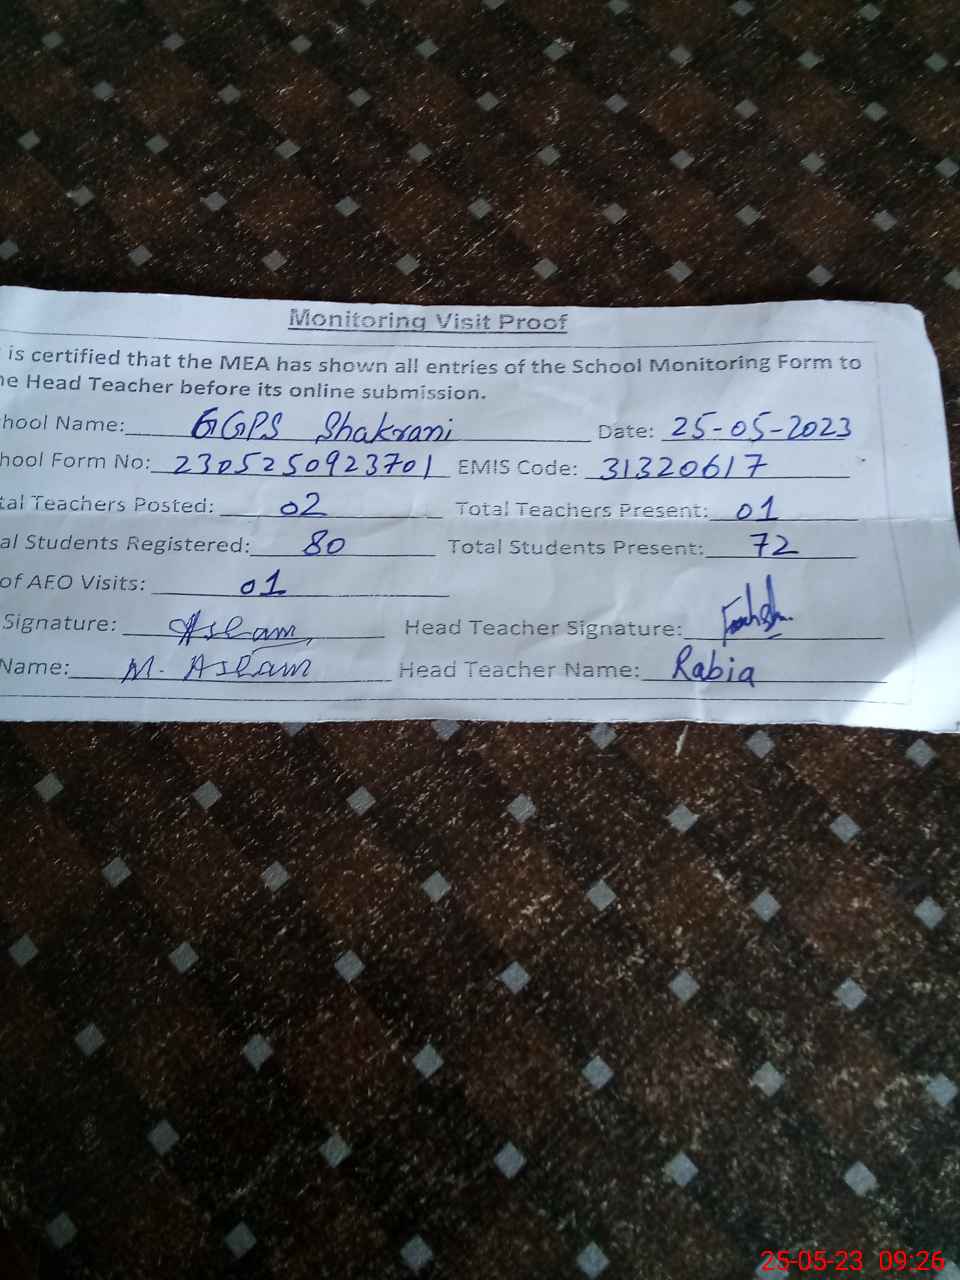 Monitoring Visit Proof
is certified that the MEA has shown all entries of the School Monitoring Form to
he Head Teacher before its online submission.
hool Name: GGPS Shakrani Date: 25-05-2023
hool Form No: 2305250923701 EMIS Code: 31320617
tal Teachers Posted: 02 Total Teachers Present: 01
al Students Registered: 80 Total Students Present: 72
of AEO Visits: 01
Signature: Aslam Head Teacher Signature:
Name: M. Aslam Head Teacher Name: Rabia
25-05-23 09:26